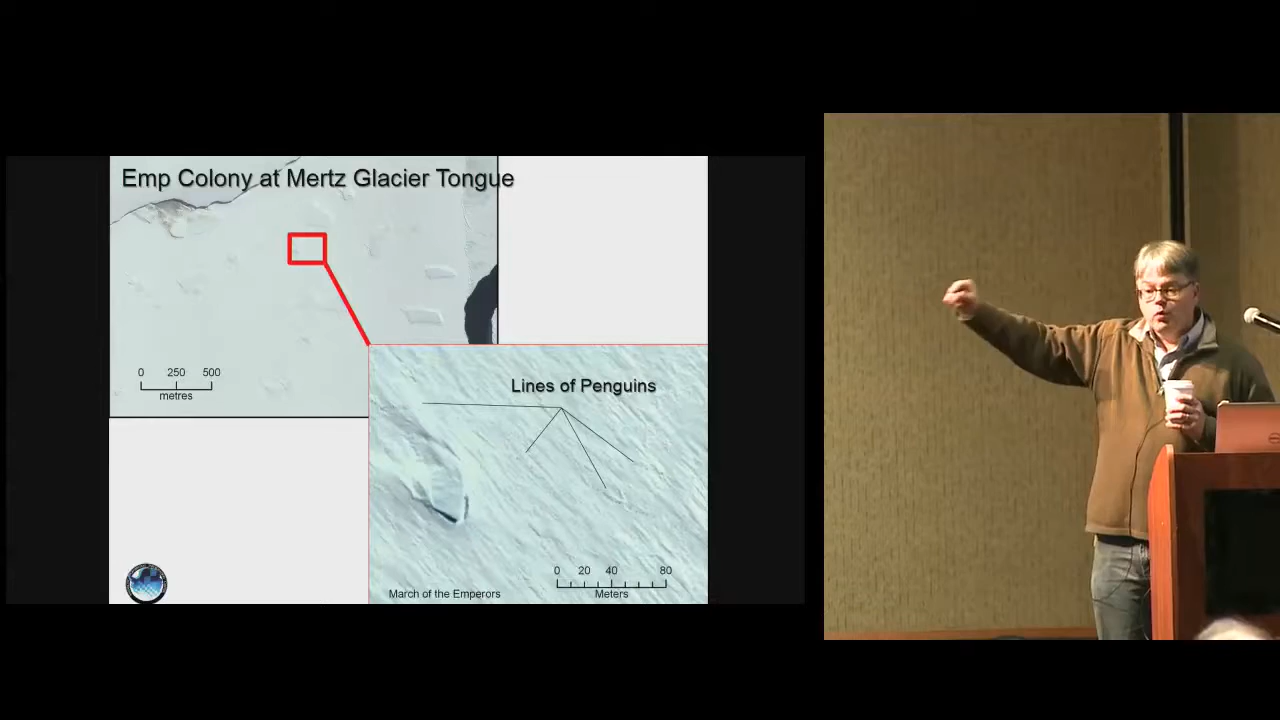 Emp Colony at Mertz Glacier Tongue
0 250 500
metres
Lines of Penguins
0 20 40 80
Meters
March of the Emperors